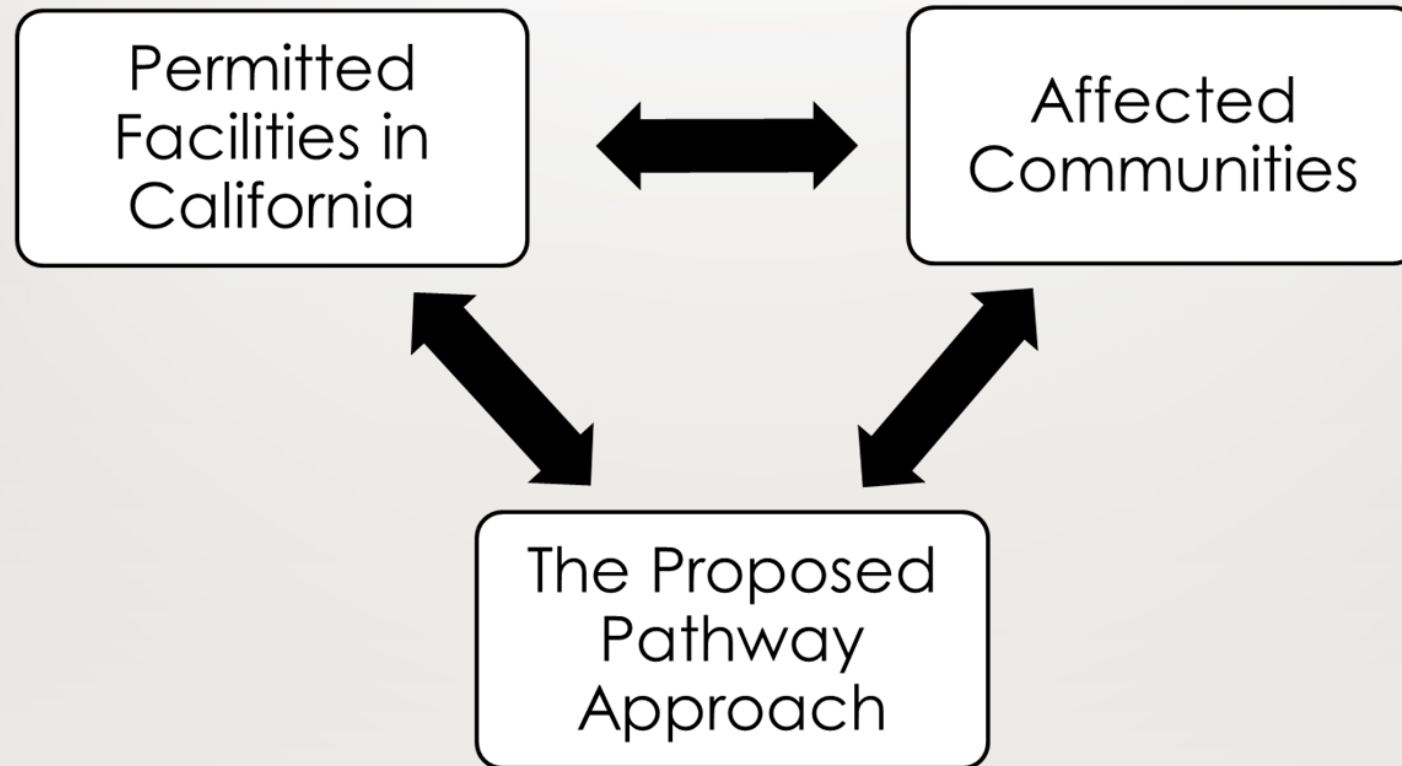 Permitted
Facilities in
California
Affected
Communities
The Proposed
Pathway
Approach